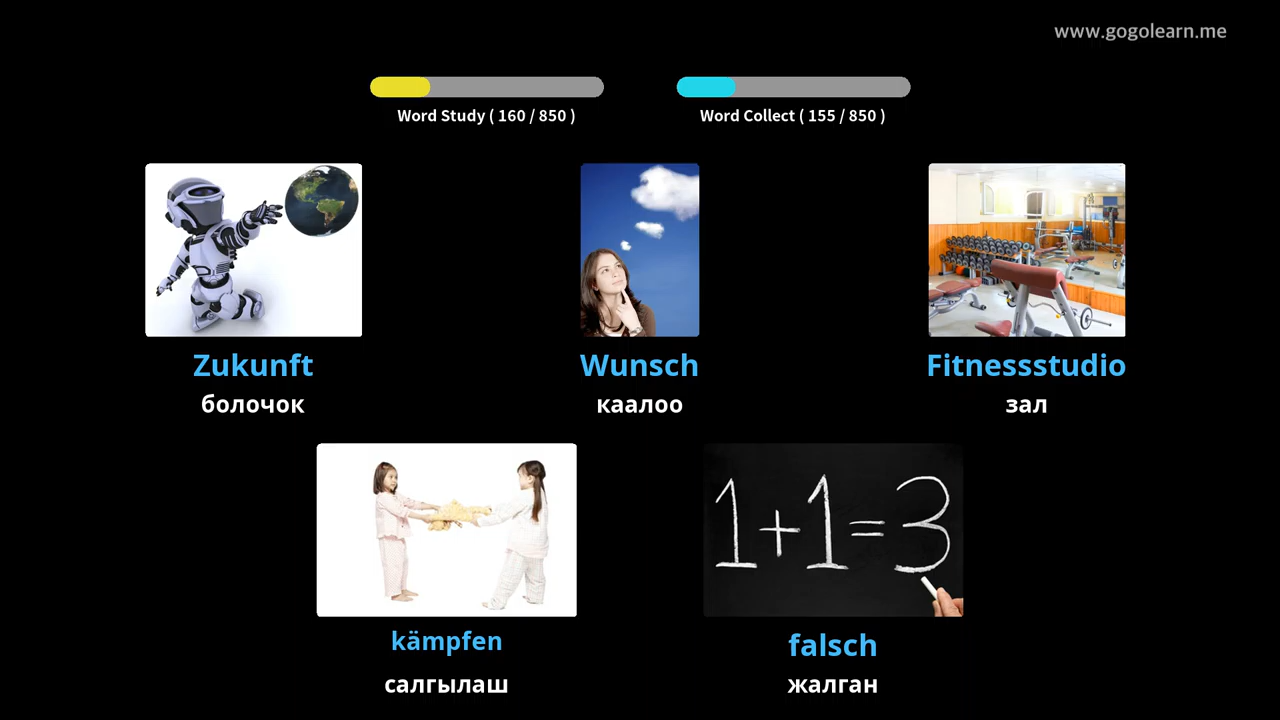 www.gogolearn.me
Word Study ( 160 / 850 )
Word Collect ( 155 / 850 )
Zukunft
болочок
Wunsch
каалоо
Fitnessstudio
зал
kämpfen
салгылаш
1+1=3
falsch
жалган